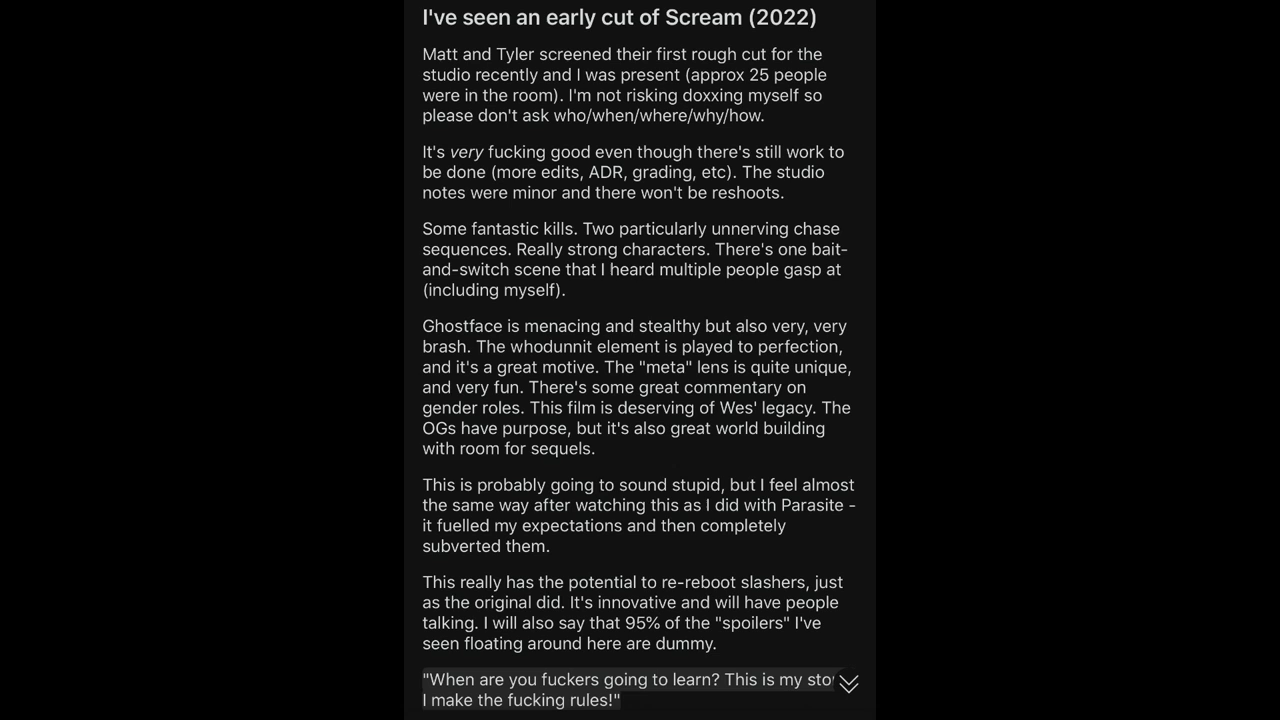 I've seen an early cut of Scream (2022)
Matt and Tyler screened their first rough cut for the
studio recently and I was present (approx 25 people
were in the room). I'm not risking doxxing myself so
please don't ask who/when/where/why/how.
It's very fucking good even though there's still work to
be done (more edits, ADR, grading, etc). The studio
notes were minor and there won't be reshoots.
Some fantastic kills. Two particularly unnerving chase
sequences. Really strong characters. There's one bait-
and-switch scene that I heard multiple people gasp at
(including myself).
Ghostface is menacing and stealthy but also very, very
brash. The whodunnit element is played to perfection,
and it's a great motive. The "meta" lens is quite unique,
and very fun. There's some great commentary on
gender roles. This film is deserving of Wes' legacy. The
OGs have purpose, but it's also great world building
with room for sequels.
This is probably going to sound stupid, but I feel almost
the same way after watching this as I did with Parasite -
it fuelled my expectations and then completely
subverted them.
This really has the potential to re-reboot slashers, just
as the original did. It's innovative and will have people
talking. I will also say that 95% of the "spoilers" I've
seen floating around here are dummy.
"When are you fuckers going to learn? This is my
I make the fucking rules!"